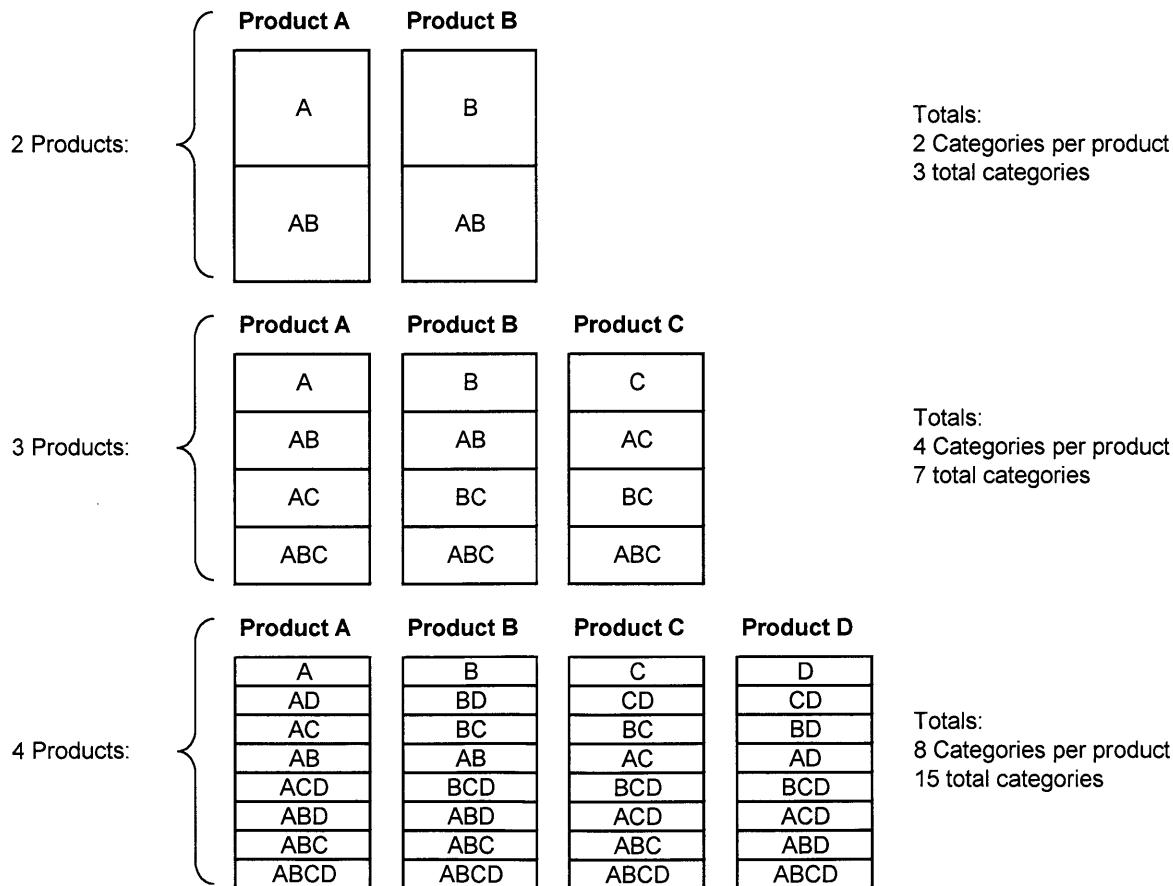 Product A Product B
2 Products:
A B
AB AB
Totals:
2 Categories per product
3 total categories
Product A Product B Product C
3 Products:
A B C
AB AB AC
AC BC BC
ABC ABC ABC
Totals:
4 Categories per product
7 total categories
Product A Product B Product C Product D
4 Products:
A B C D
AD BD CD CD
AC BC BC BD
AB AB AC AD
ACD BCD BCD BCD
ABD ABD ACD ACD
ABC ABC ABC ABD
ABCD ABCD ABCD ABCD
Totals:
8 Categories per product
15 total categories